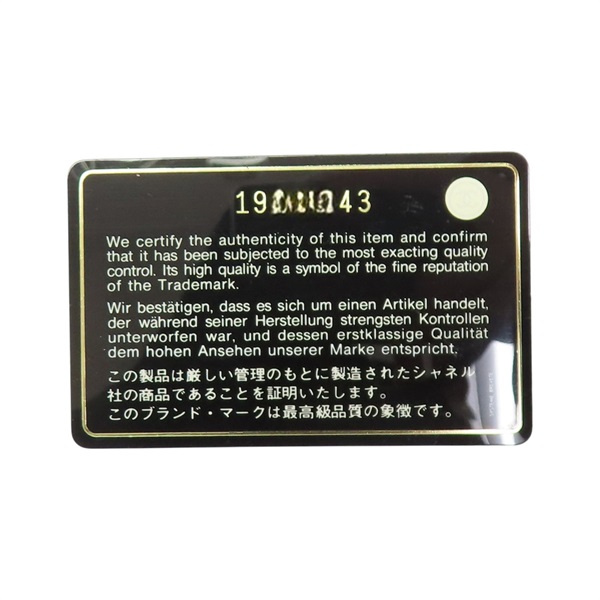 We certify the authenticity of this item and confirm
that it has been subjected to the most exacting quality
control. Its high quality is a symbol of the fine reputation
of the Trademark.
Wir bestätigen, dass es sich um einen Artikel handelt,
der während seiner Herstellung strengsten Kontrollen
unterworfen war, und dessen erstklassige Qualität
dem hohen Ansehen unserer Marke entspricht.
この製品は厳しい管理のもとに製造されたシャネル
社の商品であることを証明いたします。
このブランド・マークは最高級品質の象徴です。